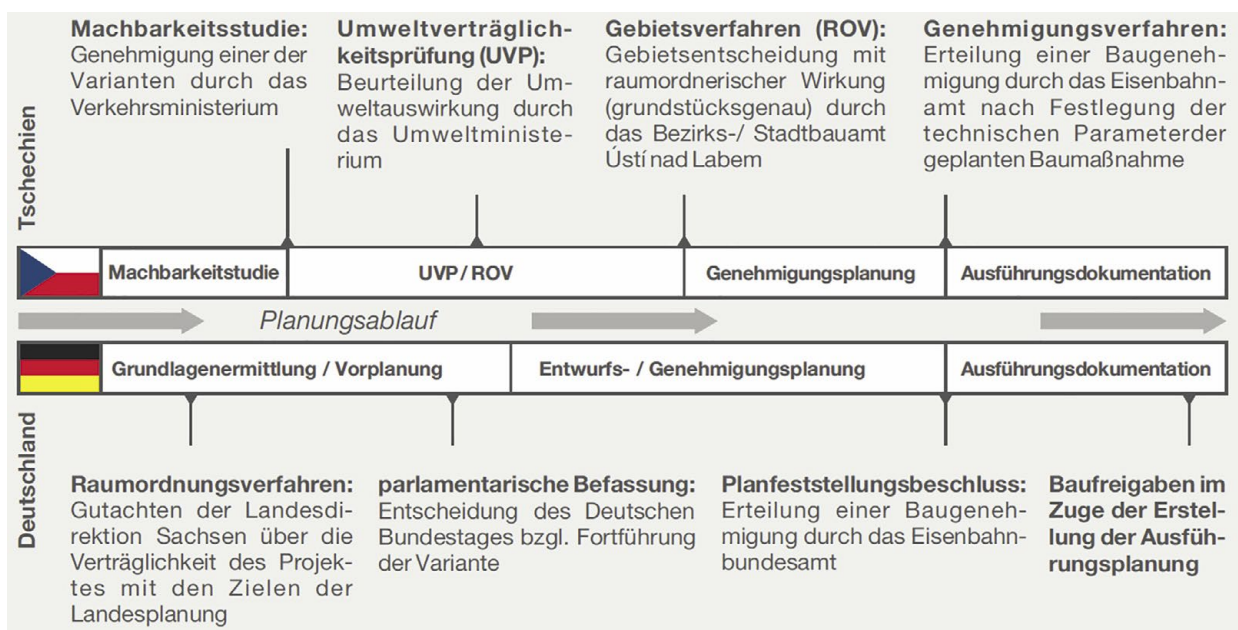 Tschechien
Machbarkeitsstudie:
Genehmigung einer der
Varianten durch das
Verkehrsministerium
Umweltverträglich-
keitsprüfung (UVP):
Beurteilung der Um-
weltauswirkung durch
das Umweltministe-
rium
Gebietsverfahren (ROV):
Gebietsentscheidung mit
raumordnerischer Wirkung
(grundstücksgenau) durch
das Bezirks-/ Stadtbauamt
Ústí nad Labem
Genehmigungsverfahren:
Erteilung einer Baugeneh-
migung durch das Eisenbahn-
amt nach Festlegung der
technischen Parameterder
geplanten Baumaßnahme
Machbarkeitstudie
UVP / ROV
Genehmigungsplanung
Ausführungsdokumentation
Planungsablauf
Grundlagenermittlung / Vorplanung
Entwurfs- / Genehmigungsplanung
Ausführungsdokumentation
Deutschland
Raumordnungsverfahren:
Gutachten der Landesdi-
rektion Sachsen über die
Verträglichkeit des Projek-
tes mit den Zielen der
Landesplanung
parlamentarische Befassung:
Entscheidung des Deutschen
Bundestages bzgl. Fortführung
der Variante
Planfeststellungsbeschluss:
Erteilung einer Baugeneh-
migung durch das Eisenbahn-
bundesamt
Baufreigaben im
Zuge der Erstel-
lung der Ausfüh-
rungsplanung